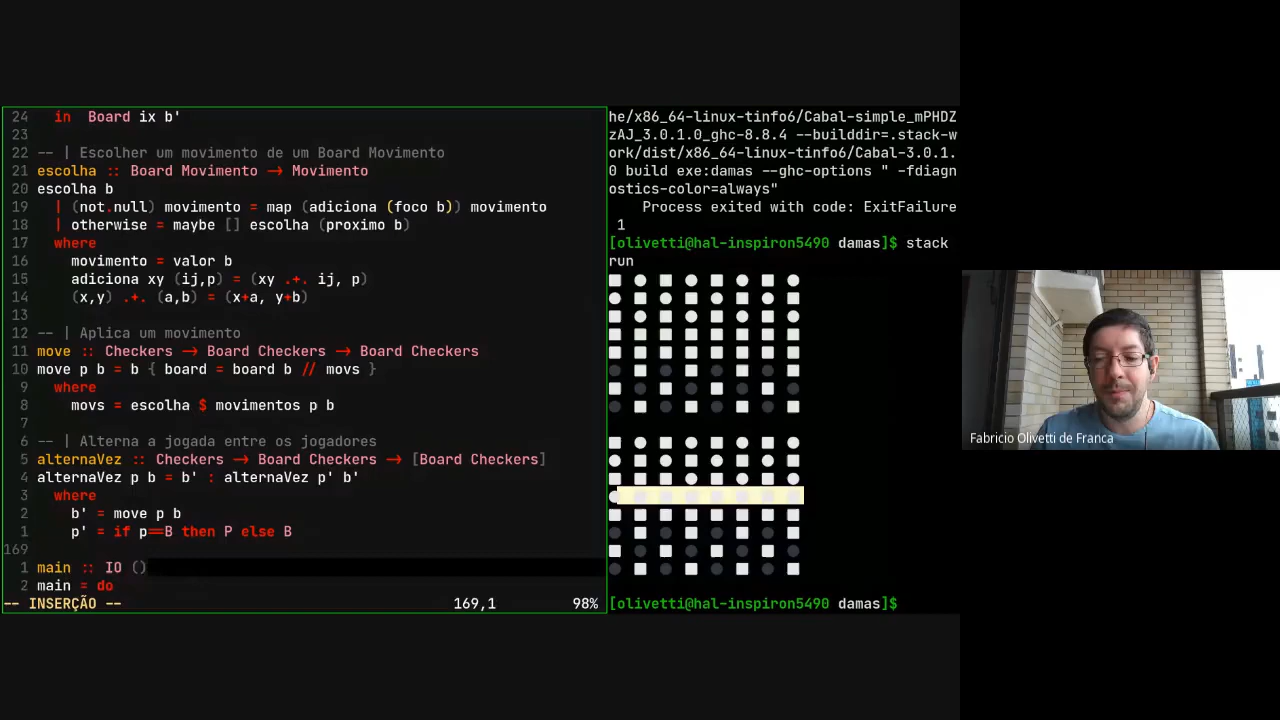 24 in Board ix b'
23
22 -- | Escolher um movimento de um Board Movimento
21 escolha :: Board Movimento → Movimento
20 escolha b
19 | (not.null) movimento = map (adiciona (foco b)) movimento
18 | otherwise = maybe [] escolha (proximo b)
17 where
16 movimento = valor b
15 adiciona xy (ij,p) = (xy .+. ij, p)
14 (x,y) .+. (a,b) = (x+a, y+b)
13
12 -- | Aplica um movimento
11 move :: Checkers → Board Checkers → Board Checkers
10 move p b = b { board = board b // movs }
9 where
8 movs = escolha $ movimentos p b
7
6 -- | Alterna a jogada entre os jogadores
5 alternaVez :: Checkers → Board Checkers → [Board Checkers]
4 alternaVez p b = b' : alternaVez p' b'
3 where
2 b' = move p b
1 p' = if p==B then P else B
169
1 main :: IO ()
2 main = do
-- INSERÇÃO -- 169,1 98%
he/x86_64-linux-tinfo6/Cabal-simple_mPHDZ
zAJ_3.0.1.0_ghc-8.8.4 --builddir=.stack-w
ork/dist/x86_64-linux-tinfo6/Cabal-3.0.1.
0 build exe:damas --ghc-options " -fdiagn
ostics-color=always"
Process exited with code: ExitFailure
1
[olivetti@hal-inspiron5490 damas]$ stack
run
[olivetti@hal-inspiron5490 damas]$
Fabricio Olivetti de Franca